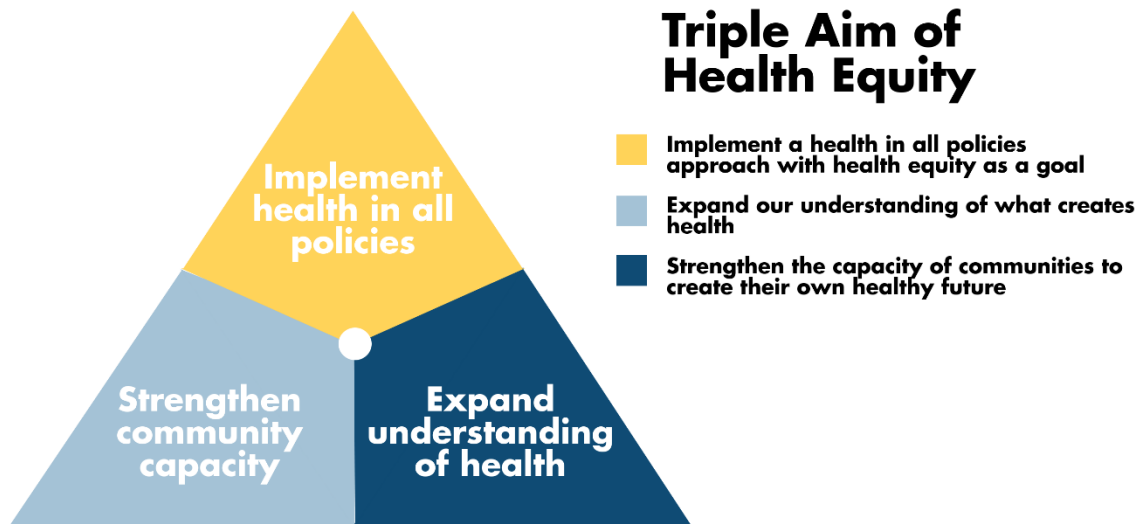 Triple Aim of
Health Equity
Implement a health in all policies
approach with health equity as a goal
Expand our understanding of what creates
health
Strengthen the capacity of communities to
create their own healthy future
Implement
health in all
policies
Strengthen
community
capacity
Expand
understanding
of health